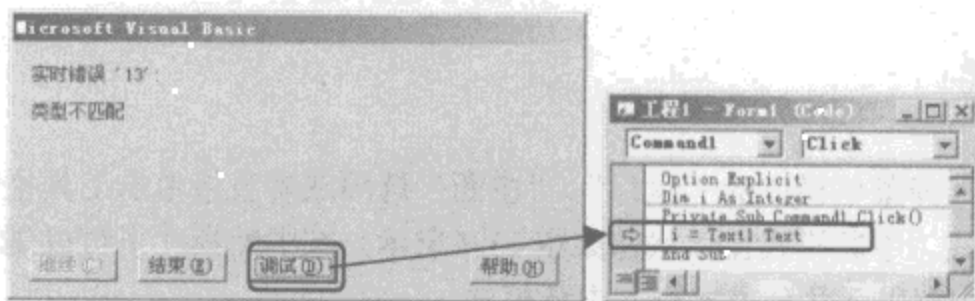 Microsoft Visual Basic
实时错误 '13':
类型不匹配
继续(C)
结束(E)
调试(D)
帮助(H)
工程1 - Form1 (Code)
Command1
Click
Option Explicit
Dim i As Integer
Private Sub Command1_Click()
i = Text1.Text
End Sub